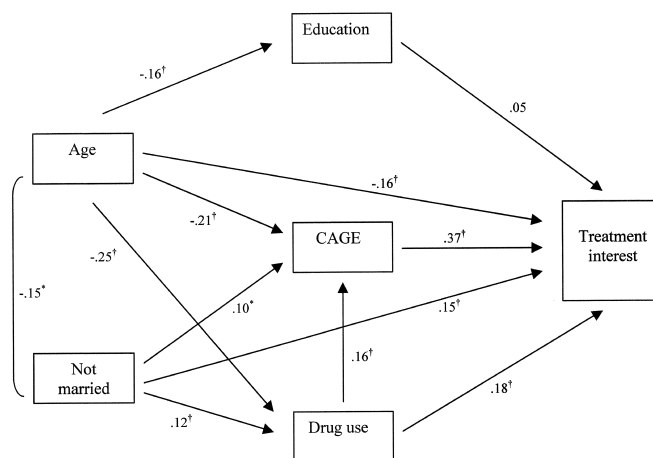 Education
-.16†
.05
Age
-.16†
-.21†
CAGE
.37†
Treatment
interest
-.25†
-.15*
.10*
.15†
Not
married
.16†
.18†
.12†
Drug use